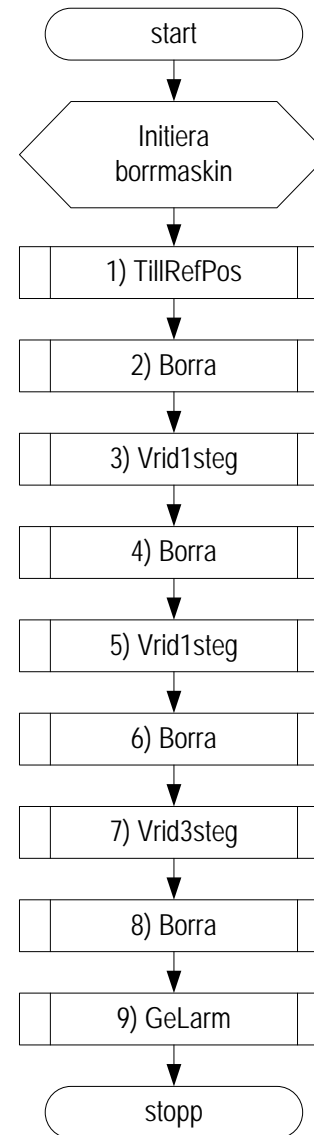 start
Initiera
borrmaskin
1) TillRefPos
2) Borra
3) Vrid1steg
4) Borra
5) Vrid1steg
6) Borra
7) Vrid3steg
8) Borra
9) GeLarm
stopp